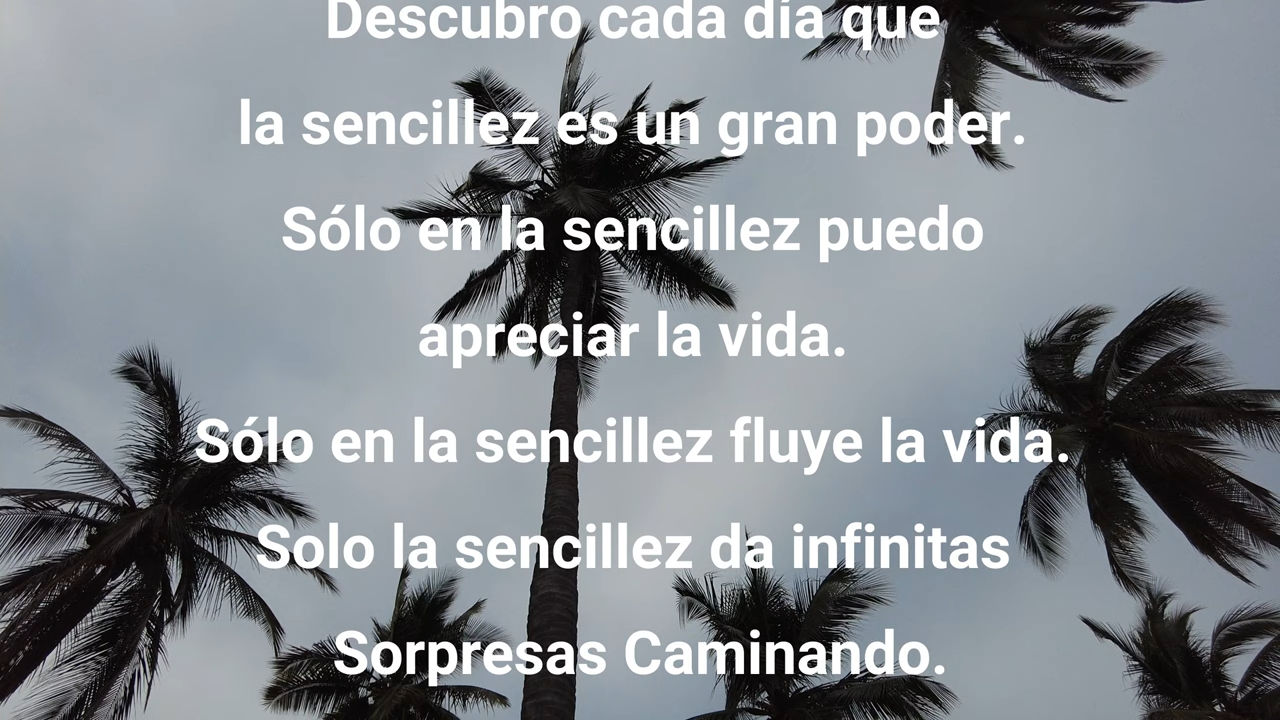 Descubro cada día que
la sencillez es un gran poder.
Sólo en la sencillez puedo
apreciar la vida.
Sólo en la sencillez fluye la vida.
Solo la sencillez da infinitas
Sorpresas Caminando.